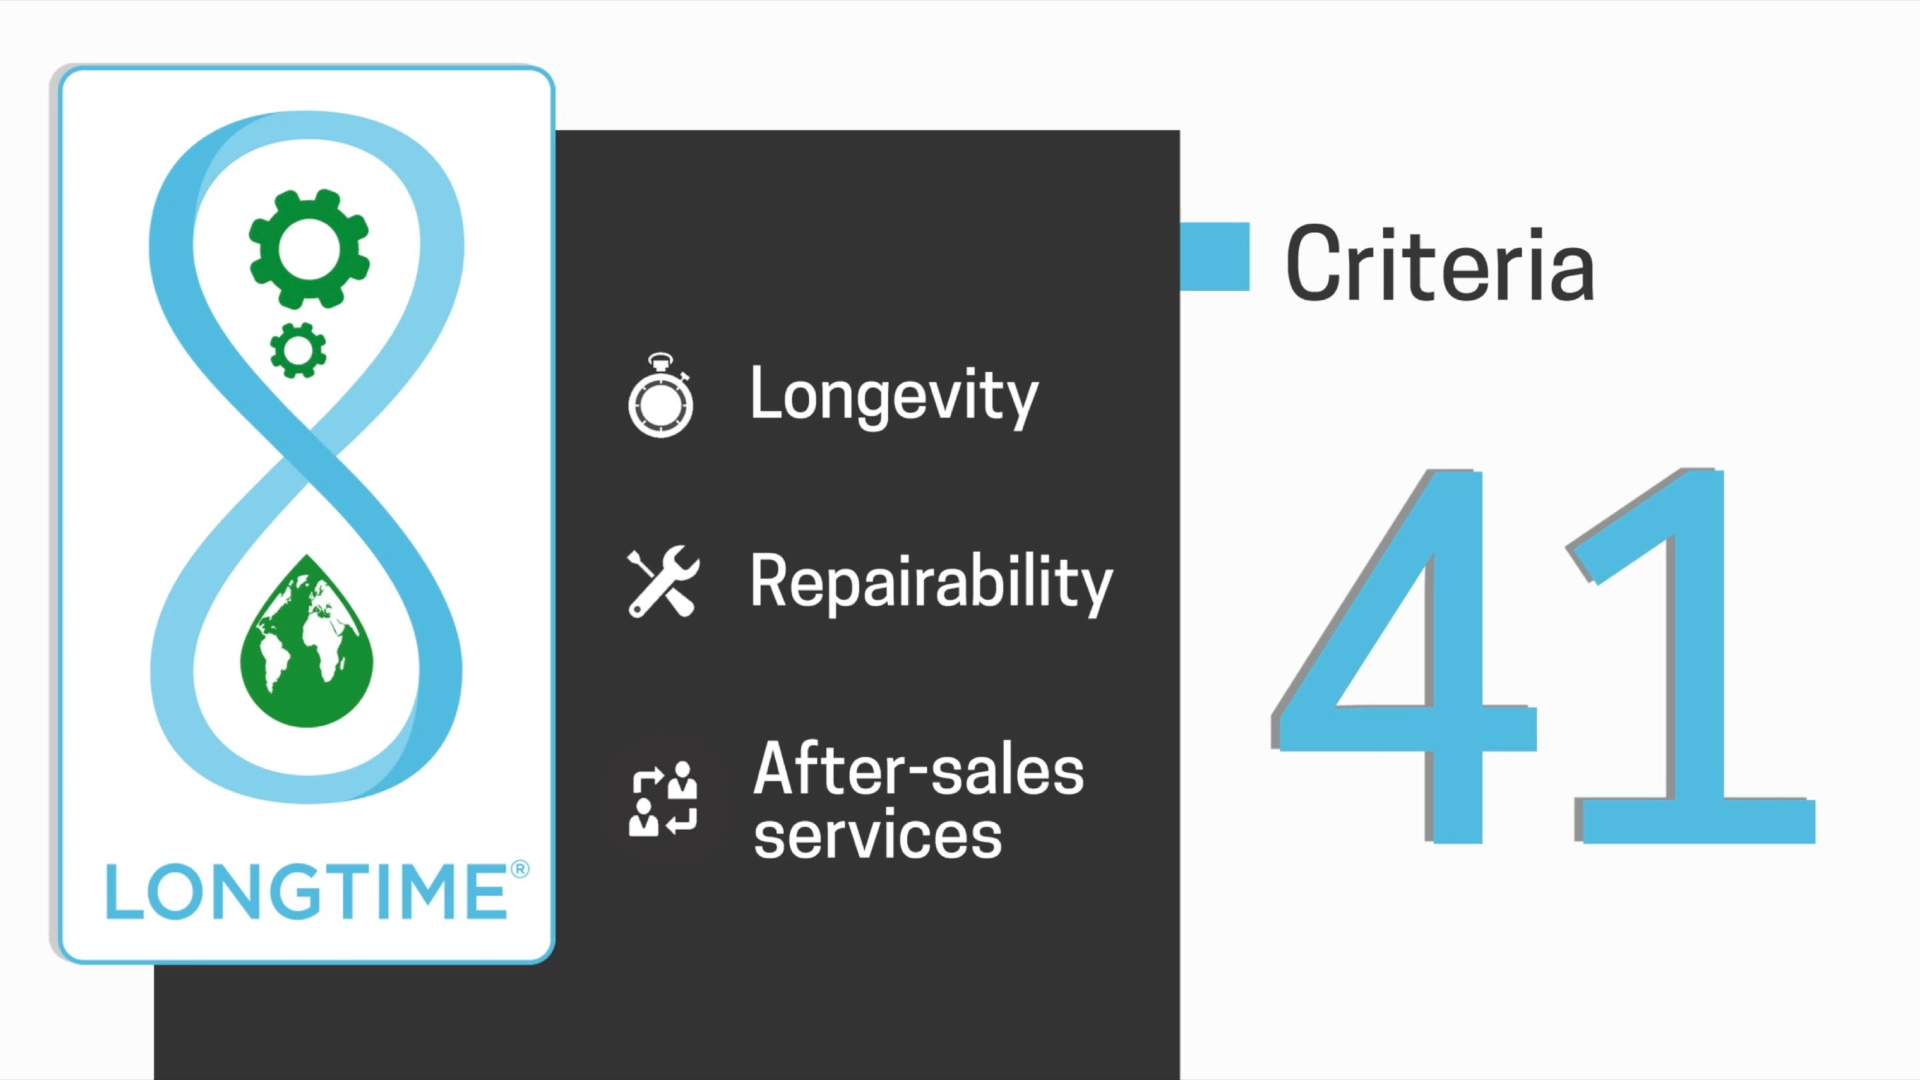 LONGTIME®
Longevity
Repairability
After-sales
services
Criteria
41